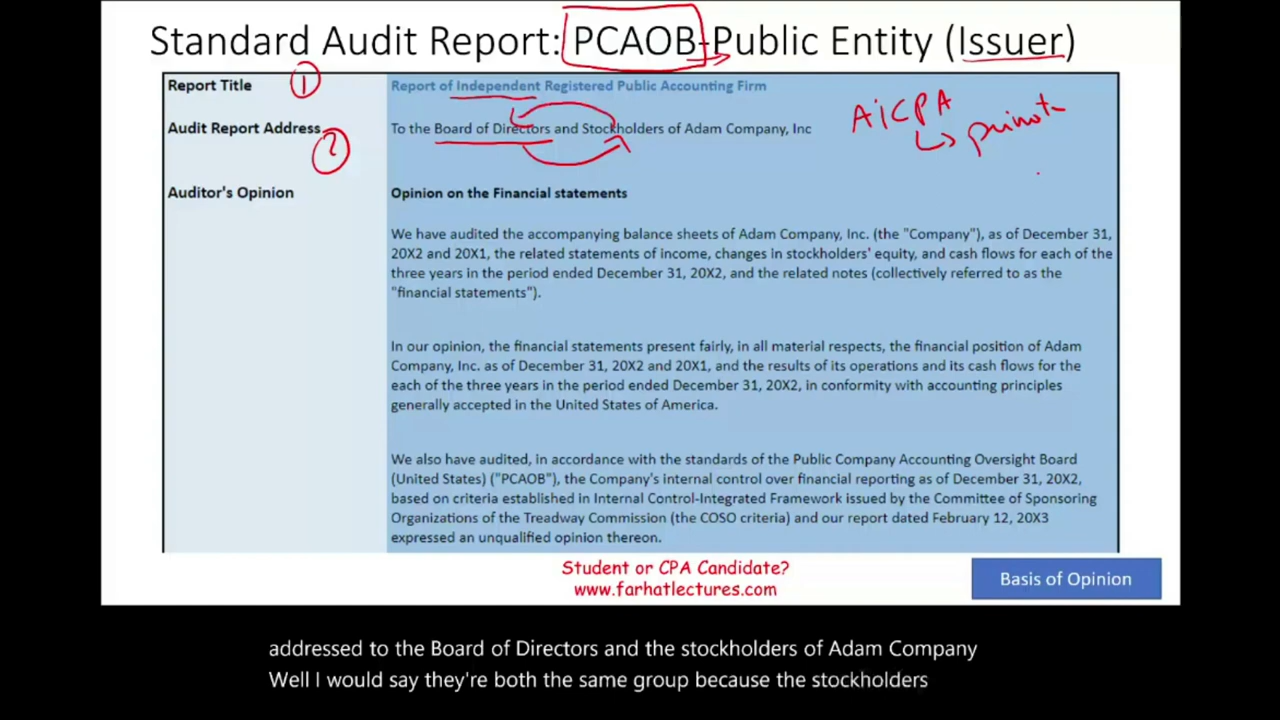 Standard Audit Report: PCAOB-Public Entity (Issuer)
Report Title
1
Report of Independent Registered Public Accounting Firm
AiCPA
Audit Report Address
2
To the Board of Directors and Stockholders of Adam Company, Inc
Auditor's Opinion
Opinion on the Financial statements
We have audited the accompanying balance sheets of Adam Company, Inc. (the "Company"), as of December 31,
20X2 and 20X1, the related statements of income, changes in stockholders' equity, and cash flows for each of the
three years in the period ended December 31, 20X2, and the related notes (collectively referred to as the
"financial statements").
In our opinion, the financial statements present fairly, in all material respects, the financial position of Adam
Company, Inc. as of December 31, 20X2 and 20X1, and the results of its operations and its cash flows for the
each of the three years in the period ended December 31, 20X2, in conformity with accounting principles
generally accepted in the United States of America.
We also have audited, in accordance with the standards of the Public Company Accounting Oversight Board
(United States) ("PCAOB"), the Company's internal control over financial reporting as of December 31, 20X2,
based on criteria established in Internal Control-Integrated Framework issued by the Committee of Sponsoring
Organizations of the Treadway Commission (the COSO criteria) and our report dated February 12, 20X3
expressed an unqualified opinion thereon.
Student or CPA Candidate?
www.farhatlectures.com
Basis of Opinion
addressed to the Board of Directors and the stockholders of Adam Company
Well I would say they're both the same group because the stockholders